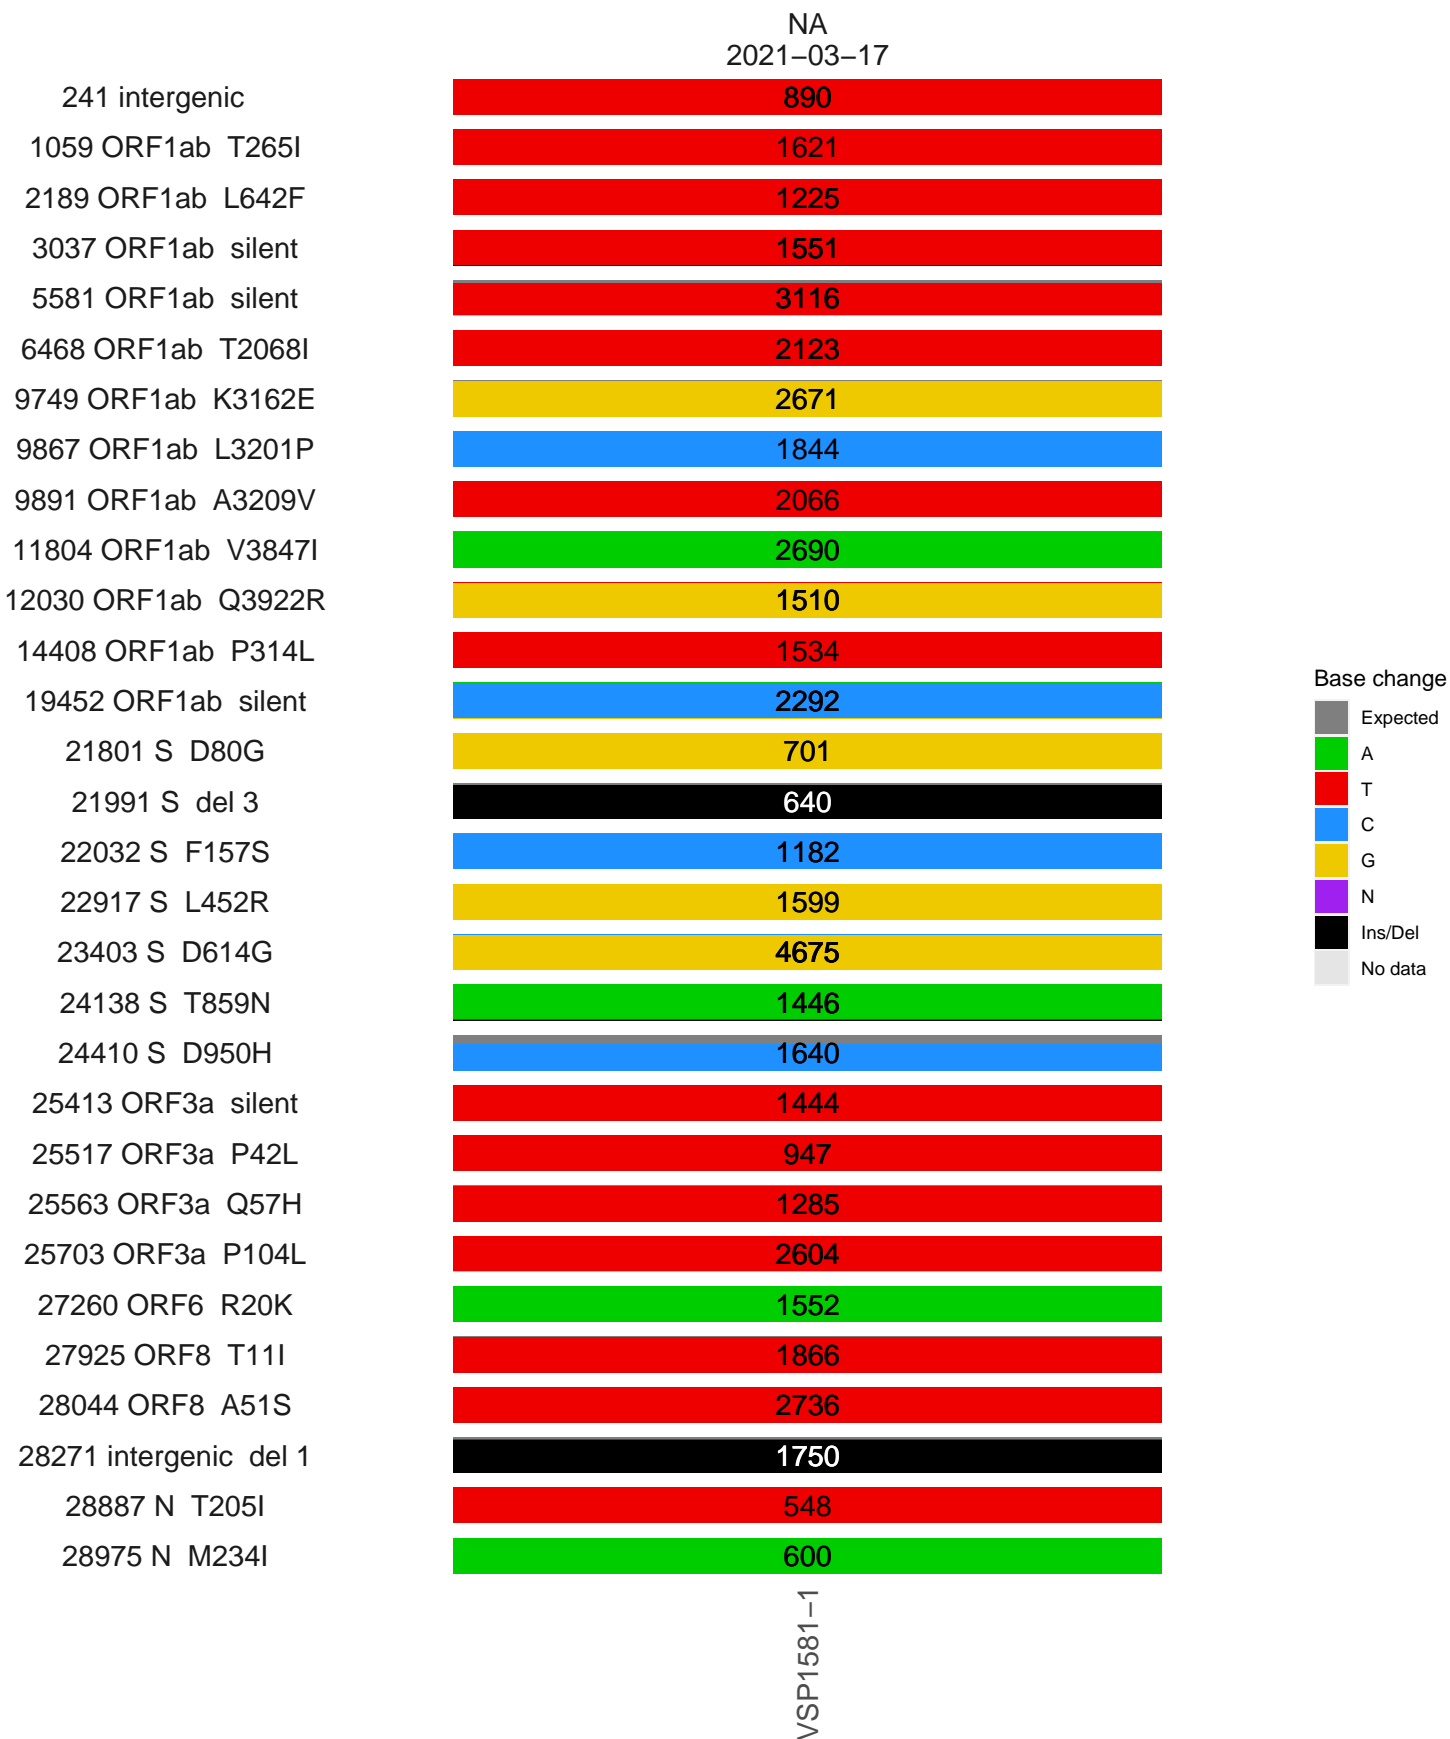 NA
2021−03−17
241 intergenic 890
1059 ORF1ab T265I 1621
2189 ORF1ab L642F 1225
3037 ORF1ab silent 1551
5581 ORF1ab silent 3116
6468 ORF1ab T2068I 2123
9749 ORF1ab K3162E 2671
9867 ORF1ab L3201P 1844
9891 ORF1ab A3209V 2066
11804 ORF1ab V3847I 2690
12030 ORF1ab Q3922R 1510
14408 ORF1ab P314L 1534
19452 ORF1ab silent 2292
21801 S D80G 701
21991 S del 3 640
22032 S F157S 1182
22917 S L452R 1599
23403 S D614G 4675
24138 S T859N 1446
24410 S D950H 1640
25413 ORF3a silent 1444
25517 ORF3a P42L 947
25563 ORF3a Q57H 1285
25703 ORF3a P104L 2604
27260 ORF6 R20K 1552
27925 ORF8 T11I 1866
28044 ORF8 A51S 2736
28271 intergenic del 1 1750
28887 N T205I 548
28975 N M234I 600
VSP1581−1
Base change
Expected
A
T
C
G
N
Ins/Del
No data